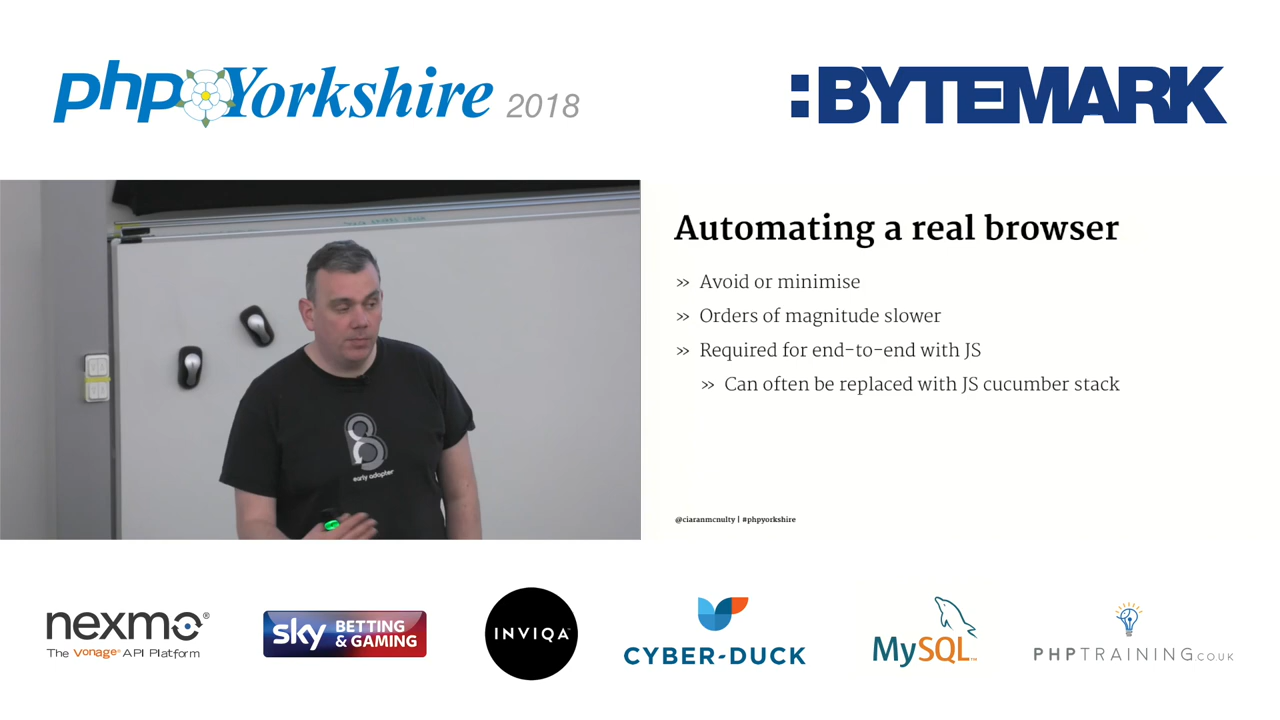 phpYorkshire 2018
:BYTEMARK
Automating a real browser
» Avoid or minimise
» Orders of magnitude slower
» Required for end-to-end with JS
» Can often be replaced with JS cucumber stack
@ciaranmcnulty | #phpyorkshire
early adopter
nexmo®
The Vonage® API Platform
sky BETTING
& GAMING
INVIQA™
CYBER-DUCK
MySQL™
PHPTRAINING.CO.UK